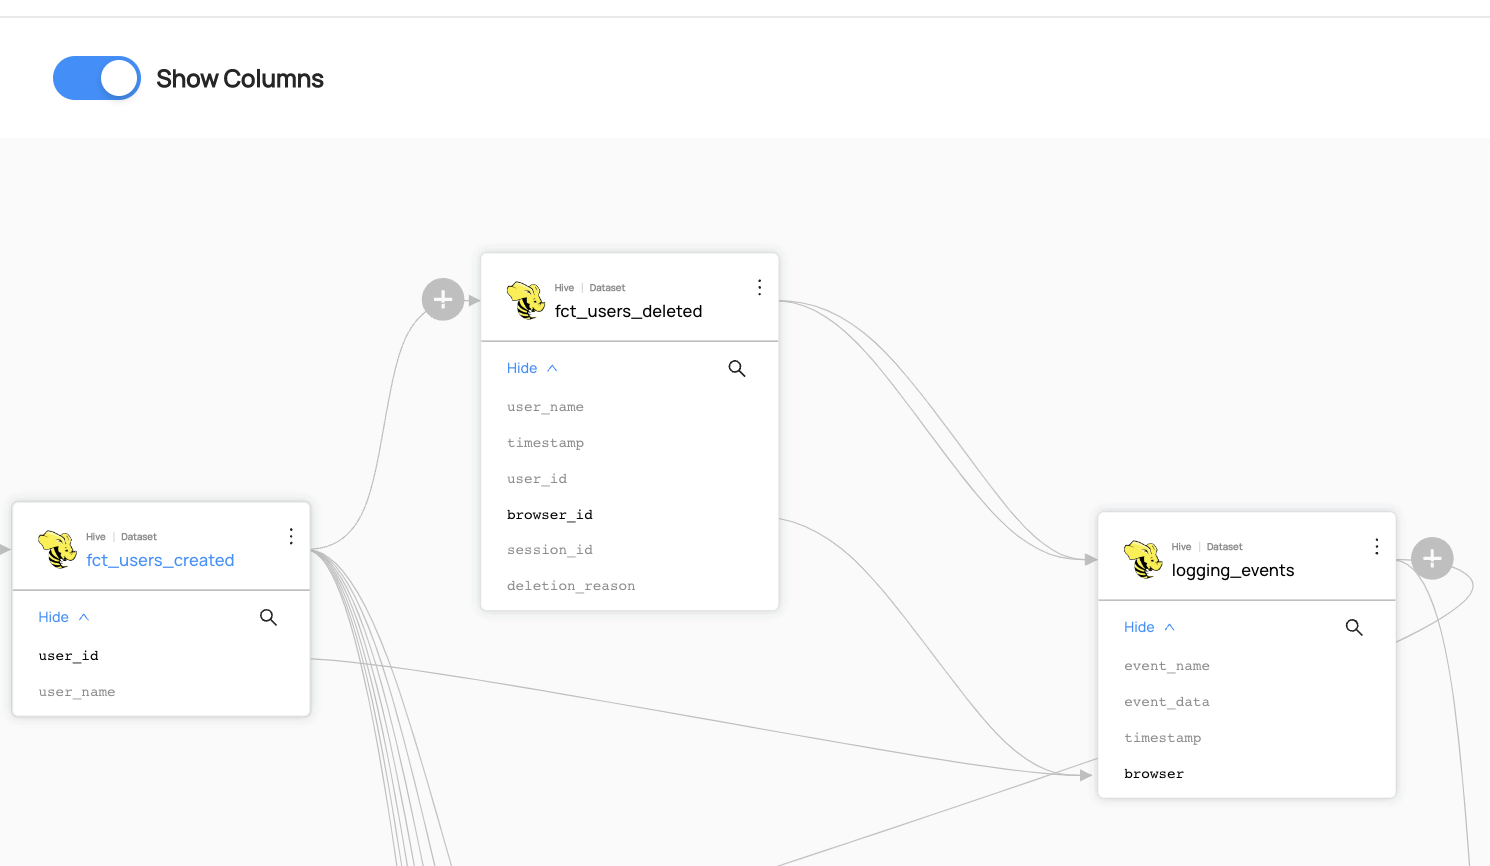 Show Columns
Hive | Dataset
fct_users_deleted
Hide
user_name
timestamp
user_id
browser_id
session_id
deletion_reason
Hive | Dataset
fct_users_created
Hide
user_id
user_name
Hive | Dataset
logging_events
Hide
event_name
event_data
timestamp
browser